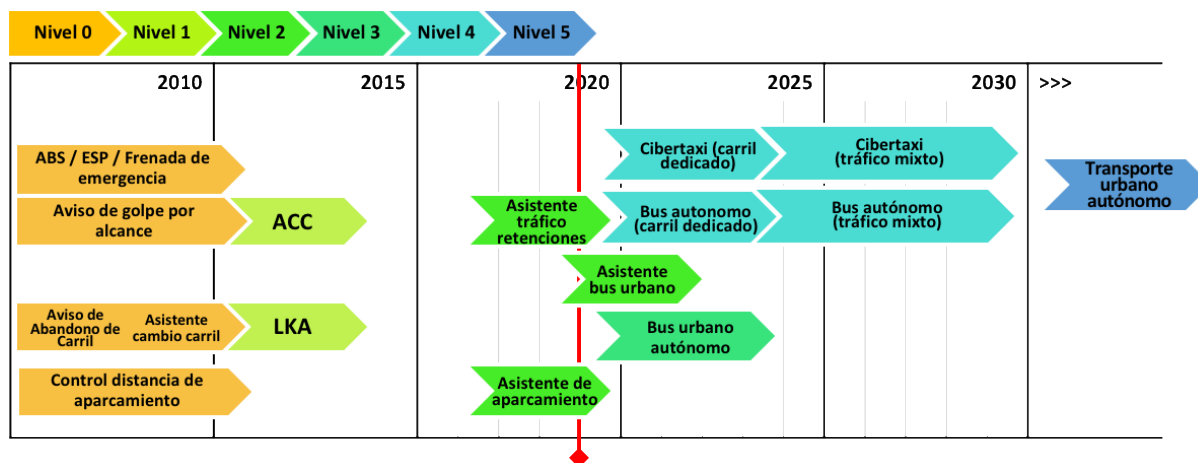 Nivel 0 Nivel 1 Nivel 2 Nivel 3 Nivel 4 Nivel 5
2010 2015 2020 2025 2030 >>>
ABS / ESP / Frenada de
emergencia
Aviso de golpe por
alcance
ACC
Aviso de
Abandono de
Carril
Asistente
cambio carril
LKA
Control distancia de
aparcamiento
Asistente
tráfico
retenciones
Asistente
bus urbano
Bus urbano
autónomo
Asistente de
aparcamiento
Cibertaxi (carril
dedicado)
Cibertaxi
(tráfico mixto)
Bus autonomo
(carril dedicado)
Bus autónomo
(tráfico mixto)
Transporte
urbano
autónomo